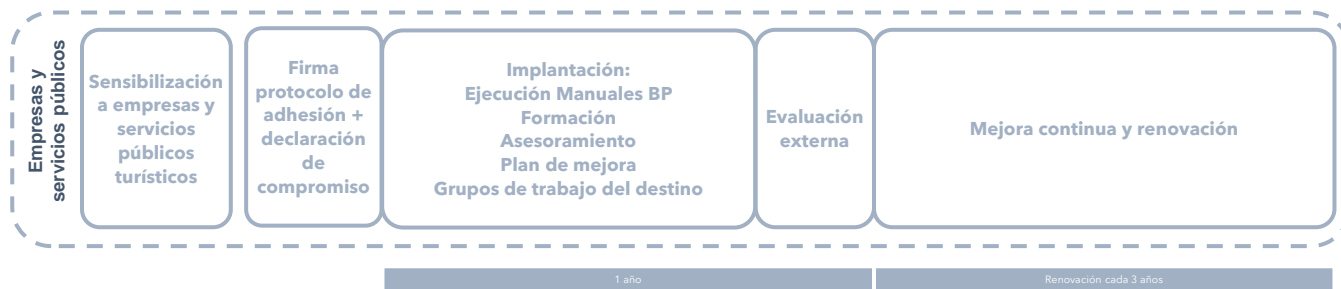 Empresas y
servicios públicos
Sensibilización
a empresas y
servicios
públicos
turísticos
Firma
protocolo de
adhesión +
declaración
de
compromiso
Implantación:
Ejecución Manuales BP
Formación
Asesoramiento
Plan de mejora
Grupos de trabajo del destino
Evaluación
externa
Mejora continua y renovación
1 año
Renovación cada 3 años